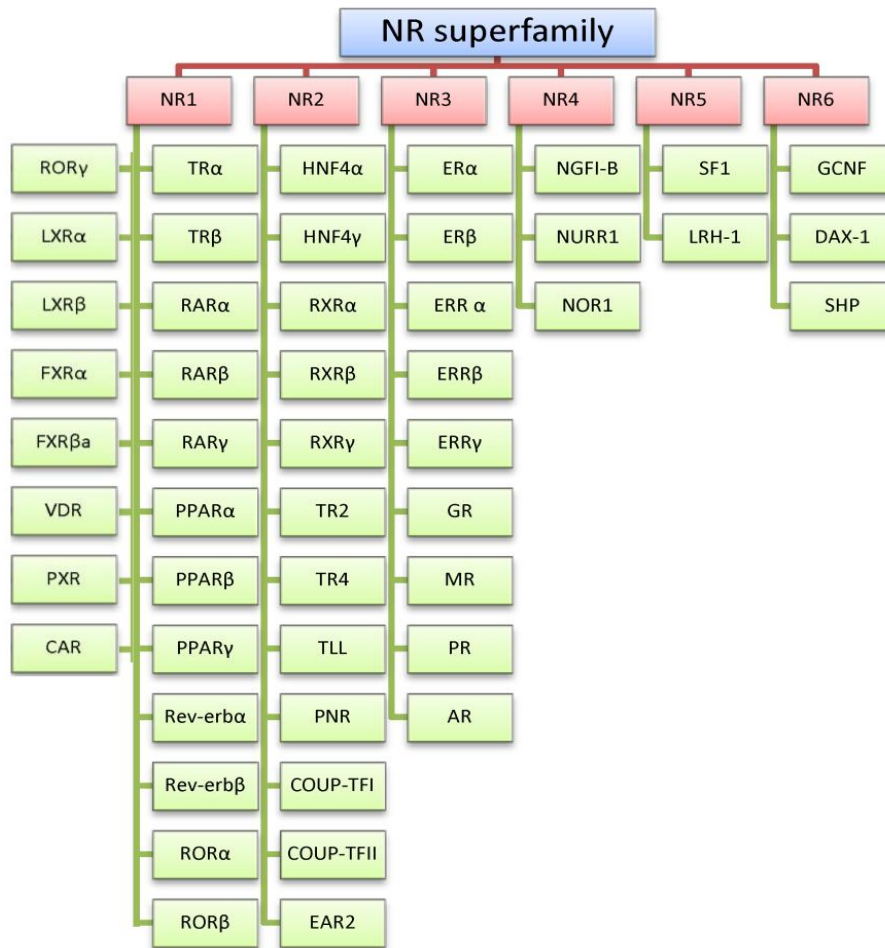 NR superfamily
NR1
NR2
NR3
NR4
NR5
NR6
RORγ
TRα
HNF4α
ERα
NGFI-B
SF1
GCNF
LXRα
TRβ
HNF4γ
ERβ
NURR1
LRH-1
DAX-1
LXRβ
RARα
RXRα
ERR α
NOR1
SHP
FXRα
RARβ
RXRβ
ERRβ
FXRβa
RARγ
RXRγ
ERRγ
VDR
PPARα
TR2
GR
PXR
PPARβ
TR4
MR
CAR
PPARγ
TLL
PR
Rev-erbα
PNR
AR
Rev-erbβ
COUP-TFI
RORα
COUP-TFII
RORβ
EAR2